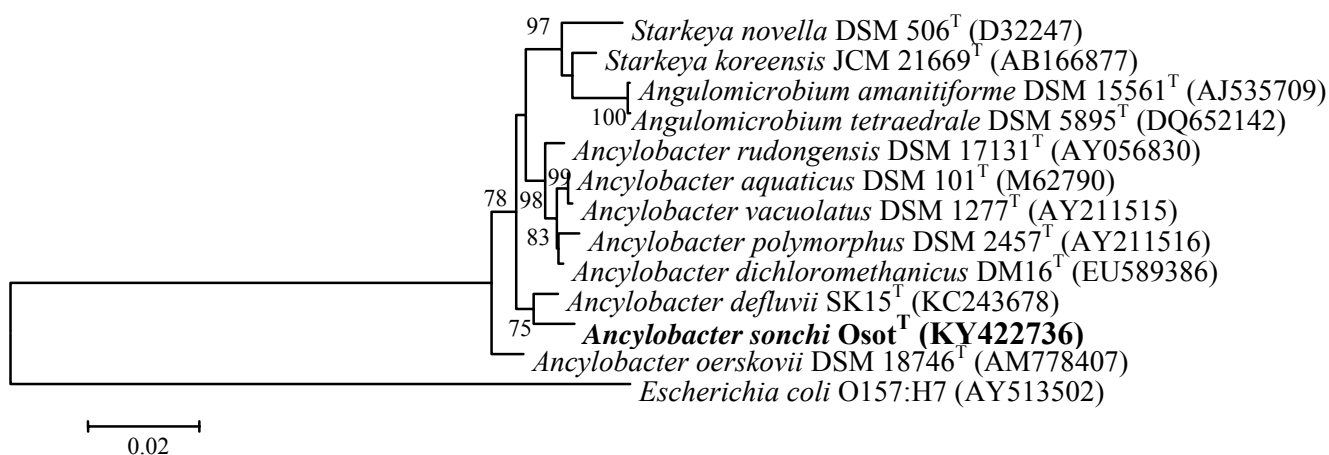 97
Starkeya novella DSM 506T (D32247)
Starkeya koreensis JCM 21669T (AB166877)
Angulomicrobium amanitiforme DSM 15561T (AJ535709)
100 Angulomicrobium tetraedrale DSM 5895T (DQ652142)
Ancylobacter rudongensis DSM 17131T (AY056830)
99 Ancylobacter aquaticus DSM 101T (M62790)
78
98
Ancylobacter vacuolatus DSM 1277T (AY211515)
83
Ancylobacter polymorphus DSM 2457T (AY211516)
Ancylobacter dichloromethanicus DM16T (EU589386)
Ancylobacter defluvii SK15T (KC243678)
75
Ancylobacter sonchi OsotT (KY422736)
Ancylobacter oerskovii DSM 18746T (AM778407)
Escherichia coli O157:H7 (AY513502)
0.02